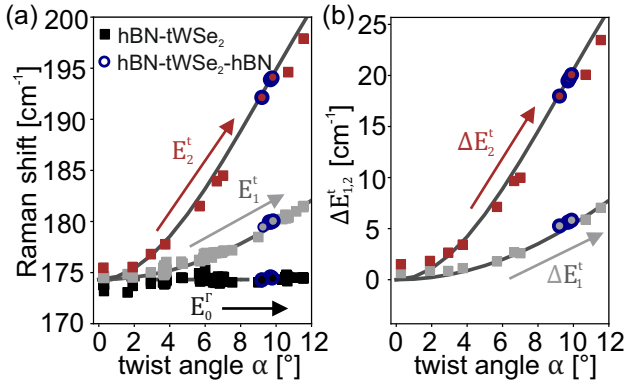 (a)
hBN-tWSe₂
hBN-tWSe₂-hBN
200
195
190
185
180
175
170
Raman shift [cm⁻¹]
E₂ᵗ
E₁ᵗ
E₀^Γ
0 2 4 6 8 10 12
twist angle α [°]
(b)
25
20
15
10
5
0
ΔE₁,₂ᵗ [cm⁻¹]
ΔE₂ᵗ
ΔE₁ᵗ
0 2 4 6 8 10 12
twist angle α [°]